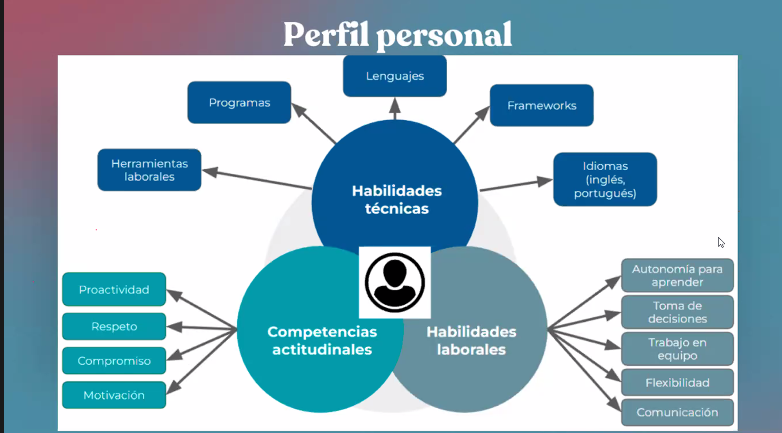 Perfil personal
Lenguajes
Programas
Frameworks
Herramientas
laborales
Idiomas
(inglés,
portugués)
Habilidades
técnicas
Proactividad
Respeto
Compromiso
Motivación
Competencias
actitudinales
Habilidades
laborales
Autonomía para
aprender
Toma de
decisiones
Trabajo en
equipo
Flexibilidad
Comunicación